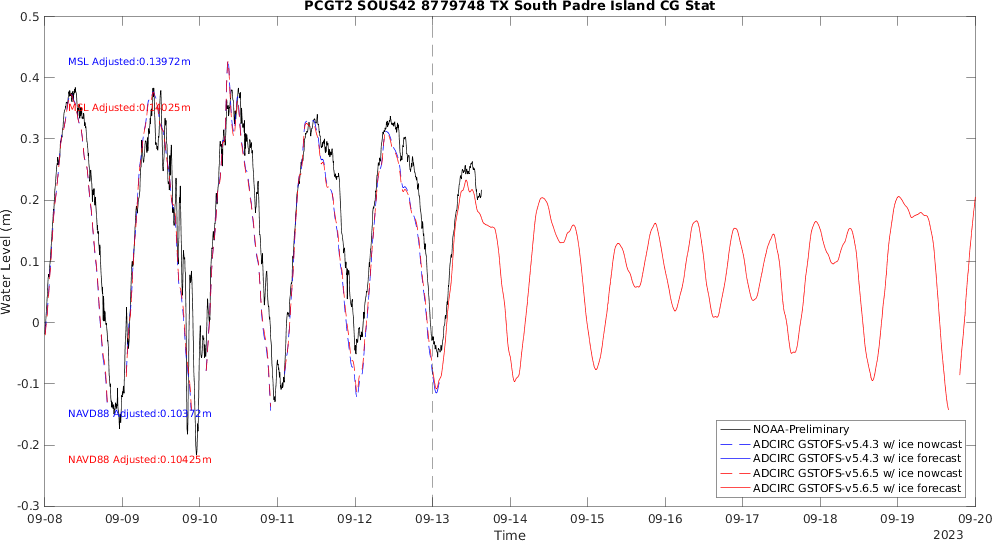 PCGT2 SOUS42 8779748 TX South Padre Island CG Stat
0.5
0.4
0.3
0.2
0.1
0
-0.1
-0.2
-0.3
Water Level (m)
MSL Adjusted:0.13972m
MSL Adjusted:0.14025m
NAVD88 Adjusted:0.10372m
NAVD88 Adjusted:0.10425m
NOAA-Preliminary
ADCIRC GSTOFS-v5.4.3 w/ ice nowcast
ADCIRC GSTOFS-v5.4.3 w/ ice forecast
ADCIRC GSTOFS-v5.6.5 w/ ice nowcast
ADCIRC GSTOFS-v5.6.5 w/ ice forecast
09-08 09-09 09-10 09-11 09-12 09-13 09-14 09-15 09-16 09-17 09-18 09-19 09-20
Time
2023